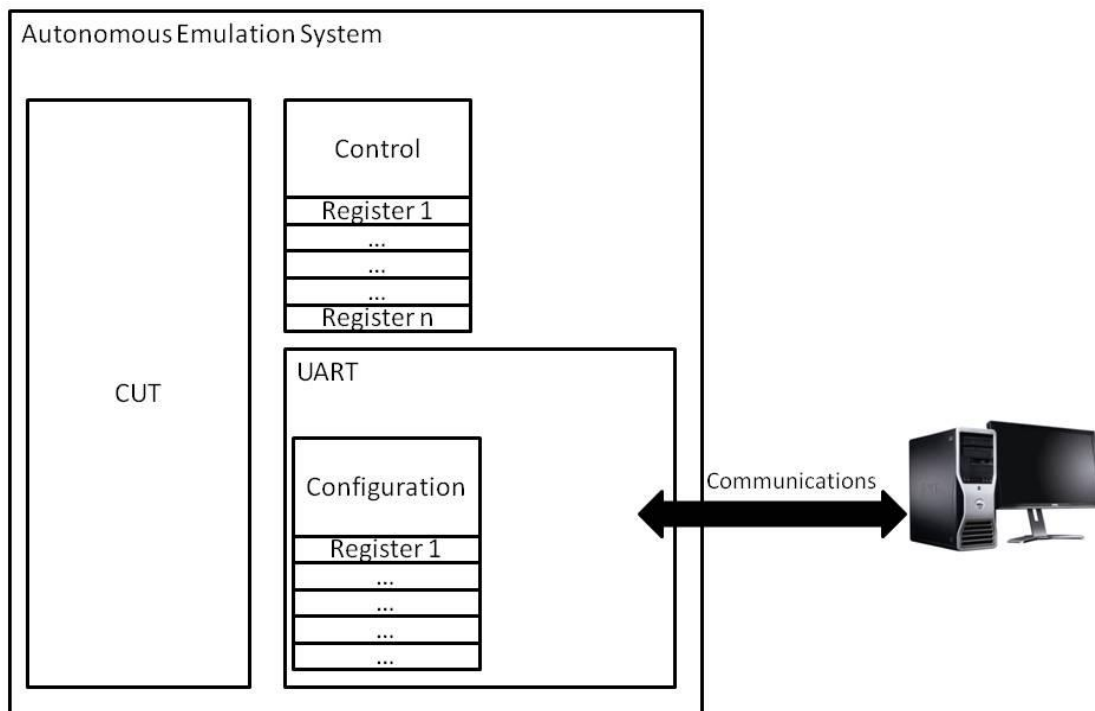 Autonomous Emulation System
Control
Register 1
...
...
...
Register n
CUT
UART
Configuration
Register 1
...
...
...
...
Communications